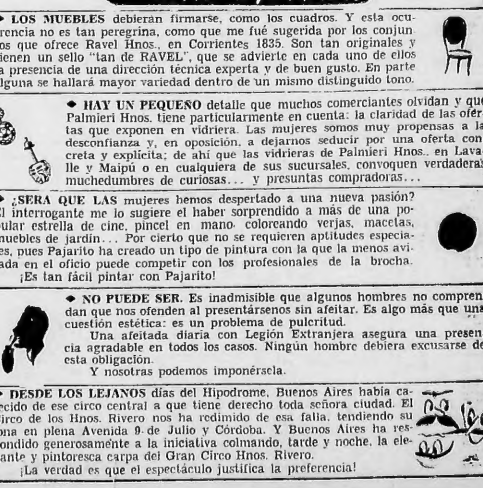 ◆ LOS MUEBLES debieran firmarse, como los cuadros. Y esta ocu-
rrencia no es tan peregrina, como que me fué sugerida por los conjun
os que ofrece Ravel Hnos., en Corrientes 1835. Son tan originales y
ienen un sello "tan de RAVEL", que se advierte en cada uno de ellos
a presencia de una dirección técnica experta y de buen gusto. En parte
lguna se hallará mayor variedad dentro de un mismo distinguido tono.
◆ HAY UN PEQUEÑO detalle que muchos comerciantes olvidan y que
Palmieri Hnos. tiene particularmente en cuenta: la claridad de las ofer
tas que exponen en vidriera. Las mujeres somos muy propensas a la
desconfianza y, en oposición, a dejarnos seducir por una oferta con
creta y explícita; de ahí que las vidrieras de Palmieri Hnos., en Lava
lle y Maipú o en cualquiera de sus sucursales, convoquen verdaderas
muchedumbres de curiosas... y presuntas compradoras...
◆ ¿SERA QUE LAS mujeres hemos despertado a una nueva pasión?
El interrogante me lo sugiere el haber sorprendido a más de una po-
pular estrella de cine, pincel en mano, coloreando verjas, macetas,
muebles de jardín... Por cierto que no se requieren aptitudes especia-
es, pues Pajarito ha creado un tipo de pintura con la que la menos avi-
ada en el oficio puede competir con los profesionales de la brocha.
¡Es tan fácil pintar con Pajarito!
◆ NO PUEDE SER. Es inadmisible que algunos hombres no compren
dan que nos ofenden al presentársenos sin afeitar. Es algo más que una
cuestión estética: es un problema de pulcritud.
Una afeitada diaria con Legión Extranjera asegura una presen
cia agradable en todos los casos. Ningún hombre debiera excusarse de
esta obligación.
Y nosotras podemos imponérsela.
◆ DESDE LOS LEJANOS días del Hipodrome, Buenos Aires había ca-
ecido de ese circo central a que tiene derecho toda señora ciudad. El
Circo de los Hnos. Rivero nos ha redimido de esa falla, tendiendo su
ona en plena Avenida 9 de Julio y Córdoba. Y Buenos Aires ha res-
ondido generosamente a la iniciativa colmando, tarde y noche, la ele-
ante y pintoresca carpa del Gran Circo Hnos. Rivero.
¡La verdad es que el espectáculo justifica la preferencia!